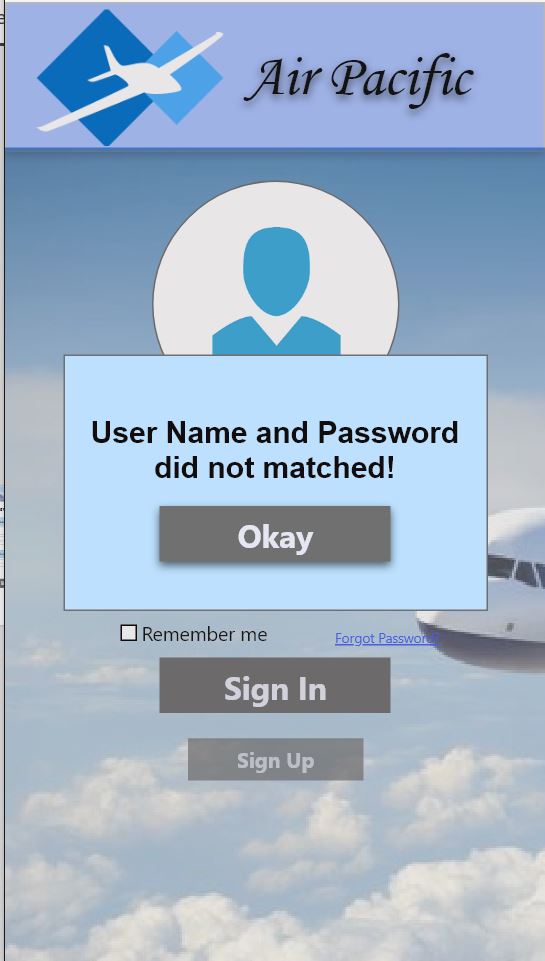 Air Pacific
User Name and Password
did not matched!
Okay
Remember me
Forgot Password?
Sign In
Sign Up